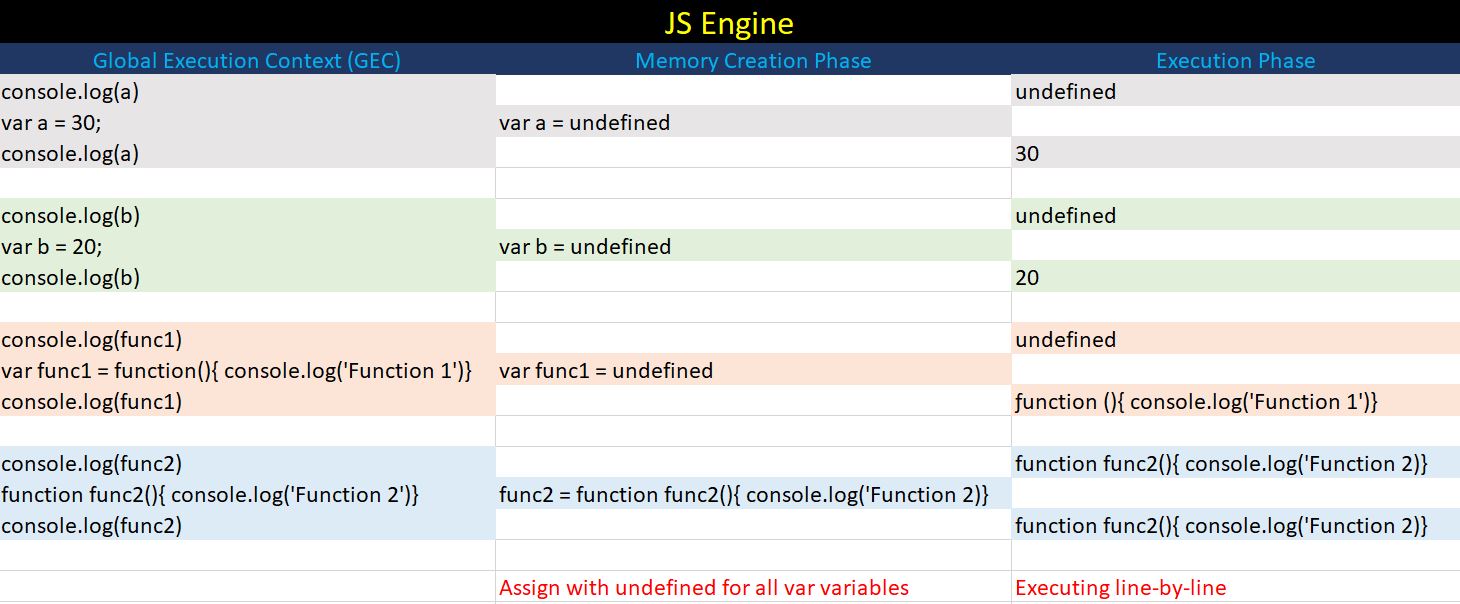 JS Engine
Global Execution Context (GEC) Memory Creation Phase Execution Phase
console.log(a) undefined
var a = 30; var a = undefined
console.log(a) 30
console.log(b) undefined
var b = 20; var b = undefined
console.log(b) 20
console.log(func1) undefined
var func1 = function(){ console.log('Function 1')} var func1 = undefined
console.log(func1) ƒunction (){ console.log('Function 1')}
console.log(func2) function func2(){ console.log('Function 2)}
function func2(){ console.log('Function 2')} func2 = function func2(){ console.log('Function 2)}
console.log(func2) function func2(){ console.log('Function 2)}
Assign with undefined for all var variables Executing line-by-line